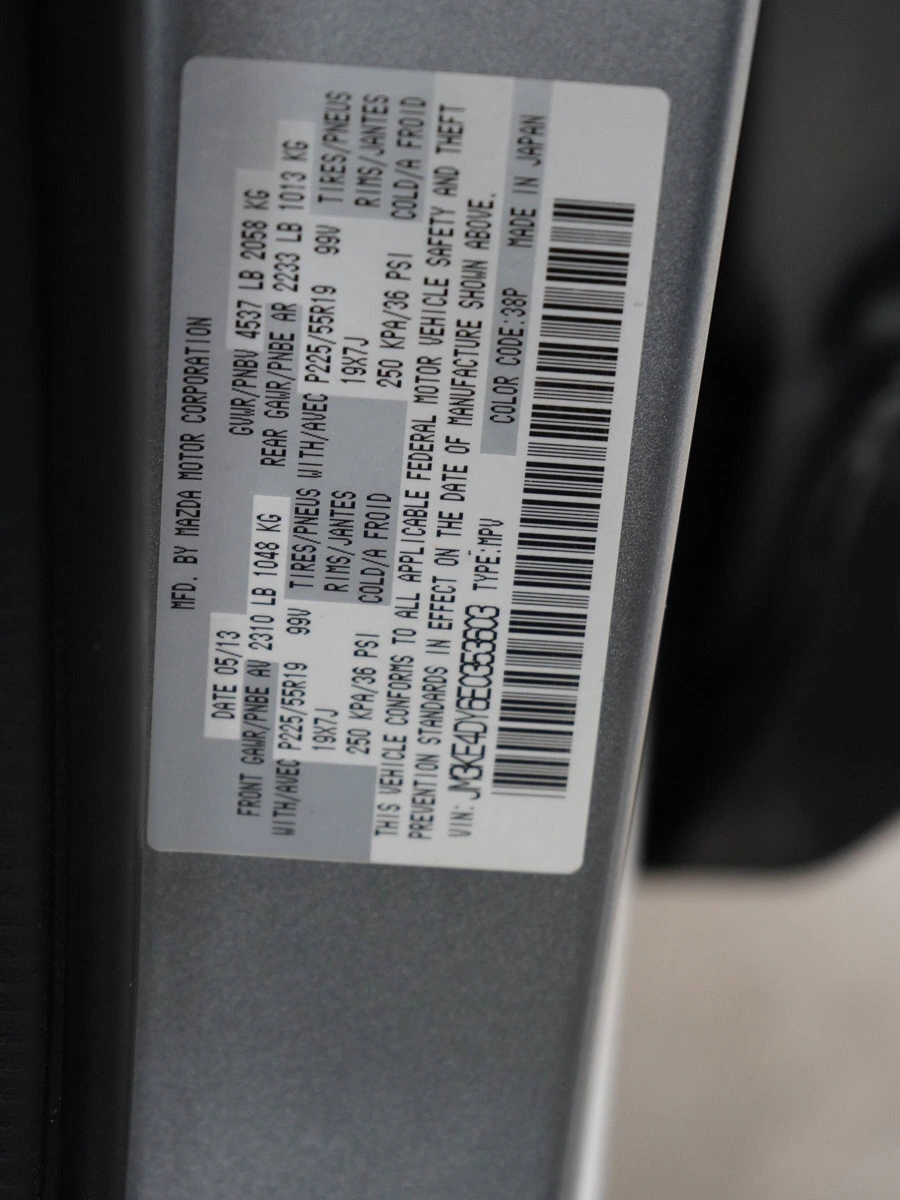 MFD. BY MAZDA MOTOR CORPORATION
DATE 05/13 GVWR/PNBV 4537 LB 2058 KG
FRONT GAWR/PNBE AV 2310 LB 1048 KG REAR GAWR/PNBE AR 2233 LB 1013 KG
WITH/AVEC P225/55R19 99V TIRES/PNEUS WITH/AVEC P225/55R19 99V TIRES/PNEUS
19X7J RIMS/JANTES 19X7J RIMS/JANTES
250 KPA/36 PSI COLD/A FROID 250 KPA/36 PSI COLD/A FROID
THIS VEHICLE CONFORMS TO ALL APPLICABLE FEDERAL MOTOR VEHICLE SAFETY AND THEFT
PREVENTION STANDARDS IN EFFECT ON THE DATE OF MANUFACTURE SHOWN ABOVE.
VIN: JM3KE4DY6E0353603 TYPE:MPV COLOR CODE:38P MADE IN JAPAN